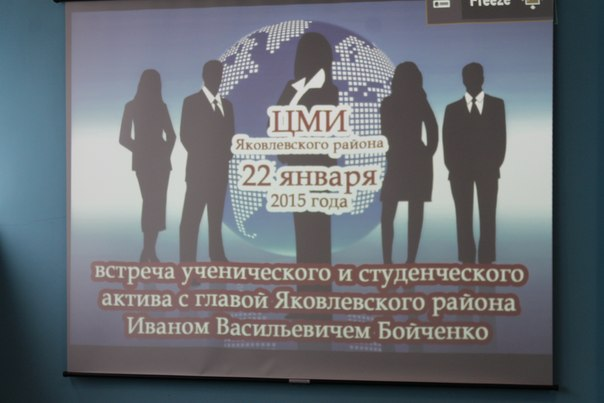 Freeze
ЦМИ
Яковлевского района
22 января
2015 года
встреча ученического и студенческого
актива с главой Яковлевского района
Иваном Васильевичем Бойченко